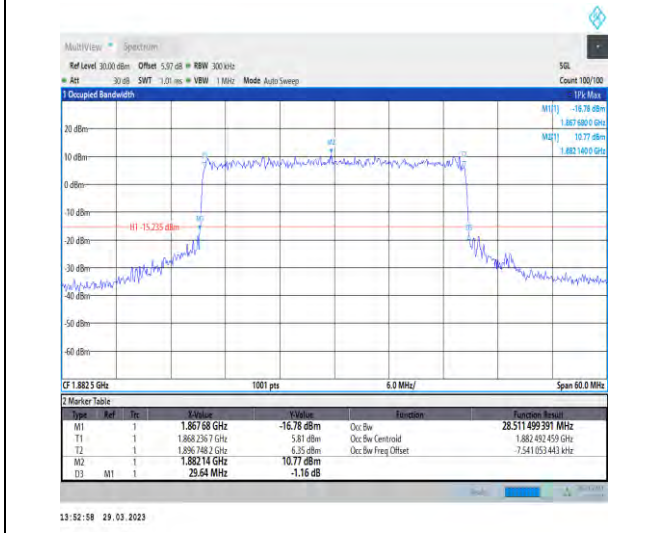 MultiView Spectrum
Ref Level 30.00 dBm Offset 5.97 dB RBW 300 kHz SGL
Att 30 dB SWT 1.01 ms VBW 1 MHz Mode Auto Sweep Count 100/100
1 Occupied Bandwidth 1Pk Max
M1[1] -16.78 dBm
1.867 680 0 GHz
M2[1] 10.77 dBm
1.882 140 0 GHz
20 dBm
M2
10 dBm
0 dBm
-10 dBm
H1 -15.235 dBm
-20 dBm
-30 dBm
-40 dBm
-50 dBm
-60 dBm
CF 1.882 5 GHz 1001 pts 6.0 MHz/ Span 60.0 MHz
2 Marker Table
Type Ref Trc X-Value Y-Value Function Function Result
M1 1 1.867 68 GHz -16.78 dBm Occ Bw 28.511 499 391 MHz
T1 1 1.868 236 7 GHz 5.81 dBm Occ Bw Centroid 1.882 492 459 GHz
T2 1 1.896 748 2 GHz 6.35 dBm Occ Bw Freq Offset -7.541 053 443 kHz
M2 1 1.882 14 GHz 10.77 dBm
D3 M1 1 29.64 MHz -1.16 dB
13:52:58 29.03.2023